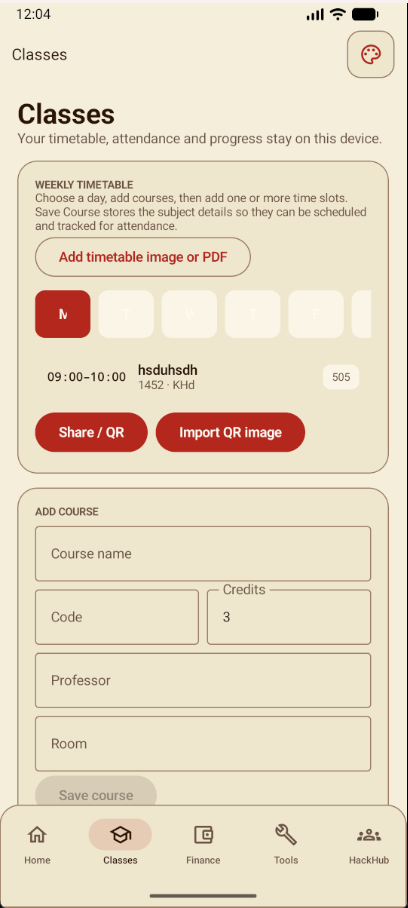 12:04
Classes
Classes
Your timetable, attendance and progress stay on this device.
WEEKLY TIMETABLE
Choose a day, add courses, then add one or more time slots.
Save Course stores the subject details so they can be scheduled
and tracked for attendance.
Add timetable image or PDF
M T W T F
09:00–10:00 hsduhsdh 505
1452 · KHd
Share / QR Import QR image
ADD COURSE
Course name
Code Credits 3
Professor
Room
Save course
Home Classes Finance Tools HackHub